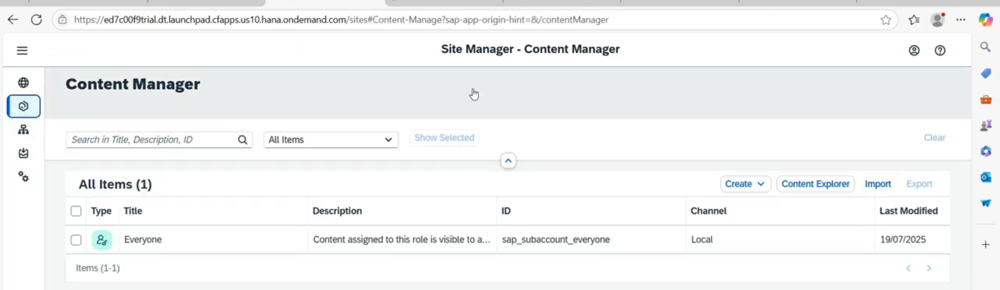 https://ed7c00f9trial.dt.launchpad.cfapps.us10.hana.ondemand.com/sites#Content-Manage?sap-app-origin-hint=&/contentManager
Site Manager - Content Manager
Content Manager
Search in Title, Description, ID All Items Show Selected Clear
All Items (1) Create Content Explorer Import Export
Type Title Description ID Channel Last Modified
Everyone Content assigned to this role is visible to a... sap_subaccount_everyone Local 19/07/2025
Items (1-1)